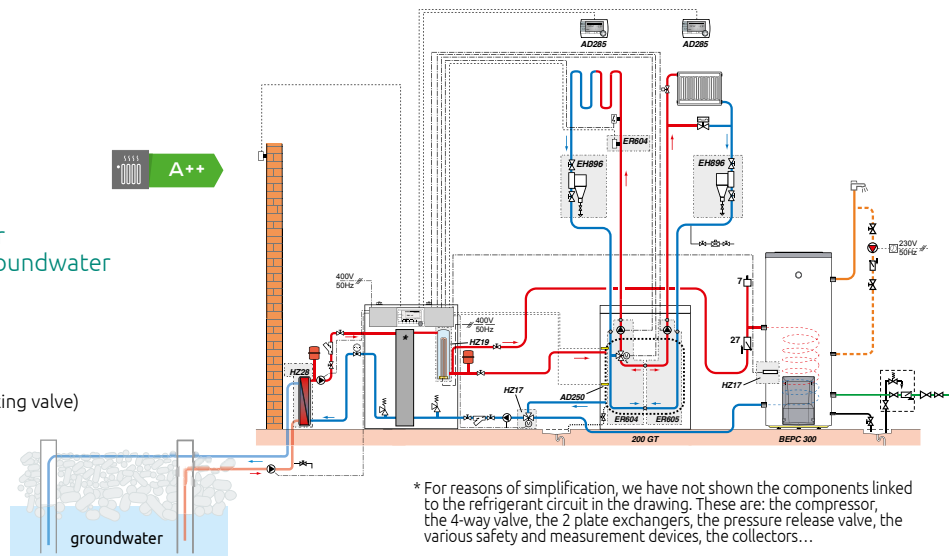 AD285
AD285
A++
EH896
ER604
EH896
oundwater
230V
50Hz
400V
50Hz
400V
50Hz
7
27
HZ19
HZ28
HZ17
HZ17
AD250
ing valve)
*
200 GT
BEPC 300
* For reasons of simplification, we have not shown the components linked
to the refrigerant circuit in the drawing. These are: the compressor,
the 4-way valve, the 2 plate exchangers, the pressure release valve, the
various safety and measurement devices, the collectors…
groundwater